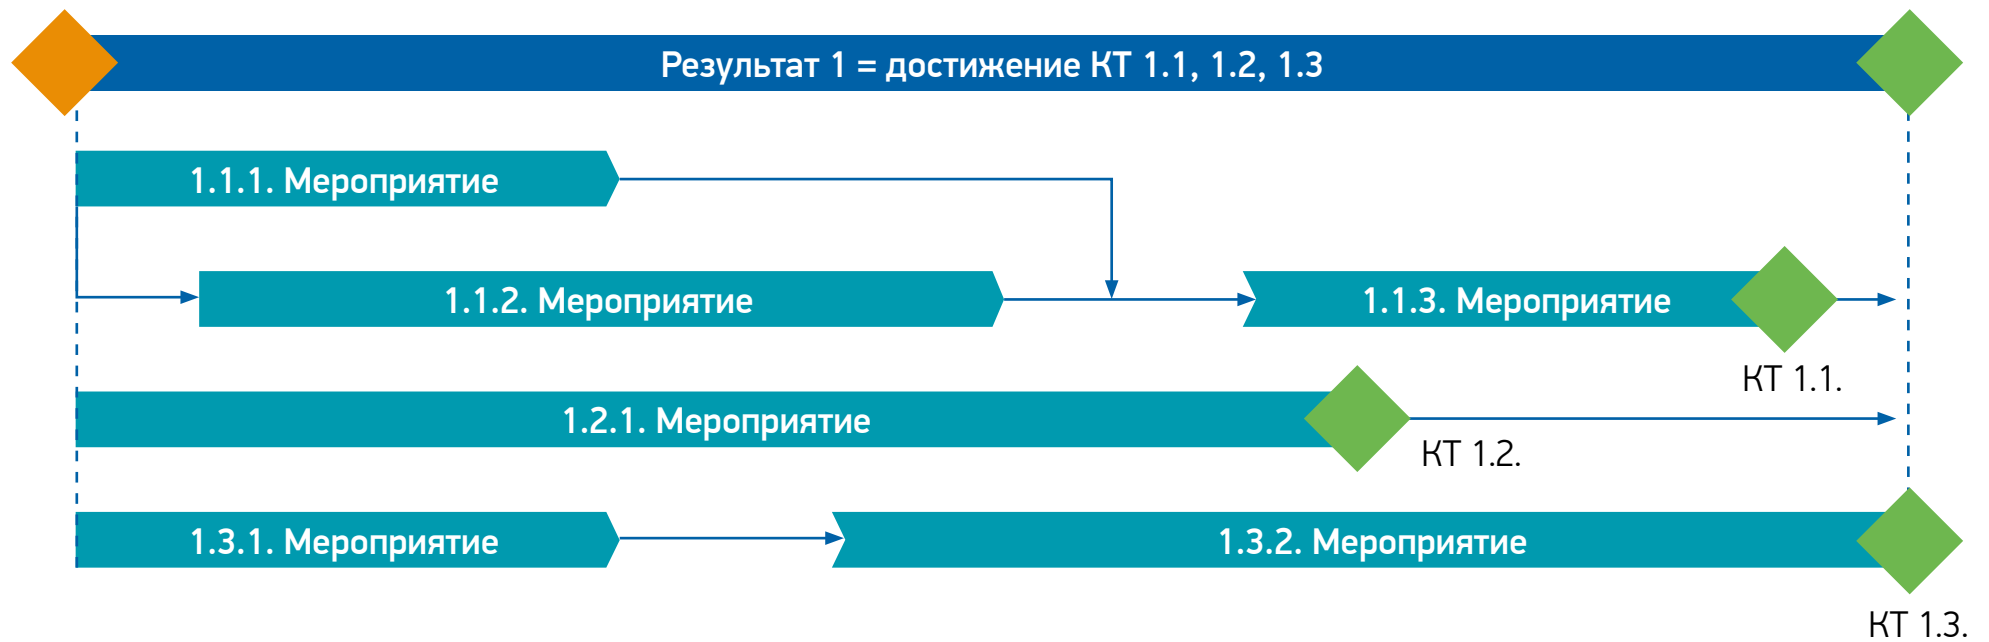 Результат 1 = достижение КТ 1.1, 1.2, 1.3
1.1.1. Мероприятие
1.1.2. Мероприятие
1.1.3. Мероприятие
КТ 1.1.
1.2.1. Мероприятие
КТ 1.2.
1.3.1. Мероприятие
1.3.2. Мероприятие
КТ 1.3.